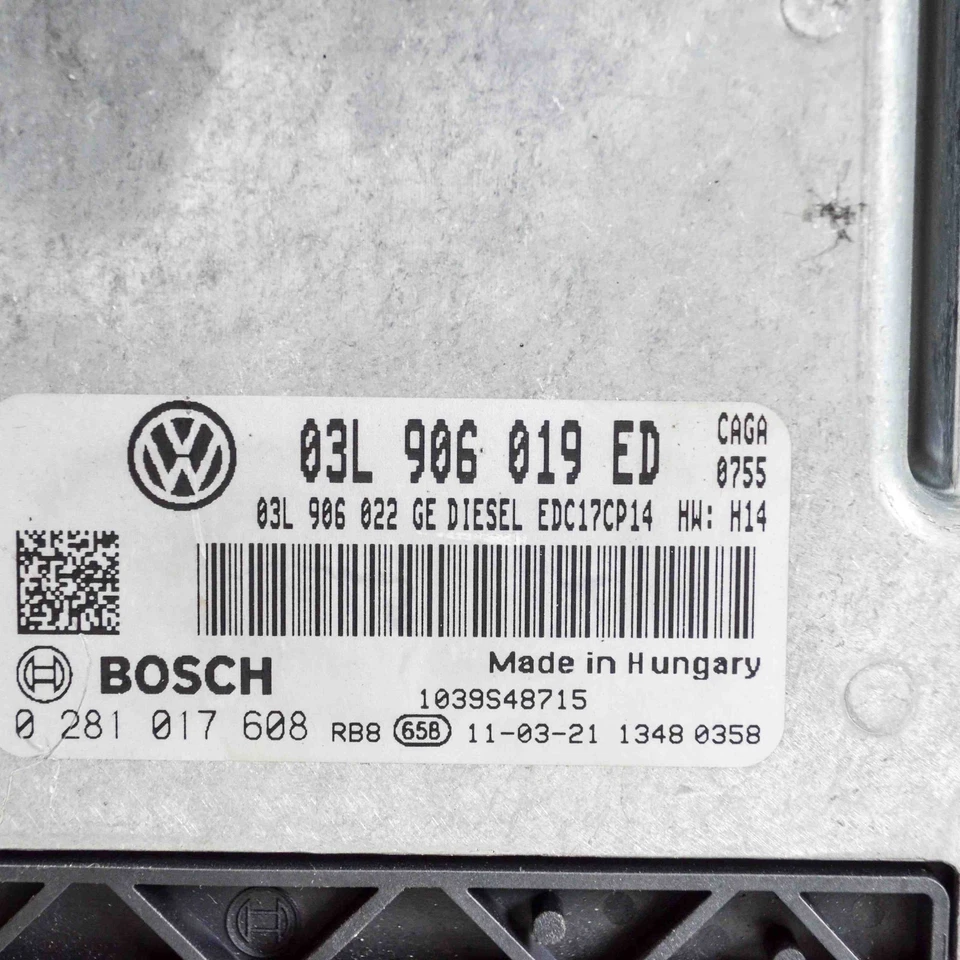 03L 906 019 ED
CAGA
0755
03L 906 022 GE DIESEL EDC17CP14 HW: H14
BOSCH
Made in Hungary
1039S48715
0 281 017 608 RB8 65B 11-03-21 1348 0358